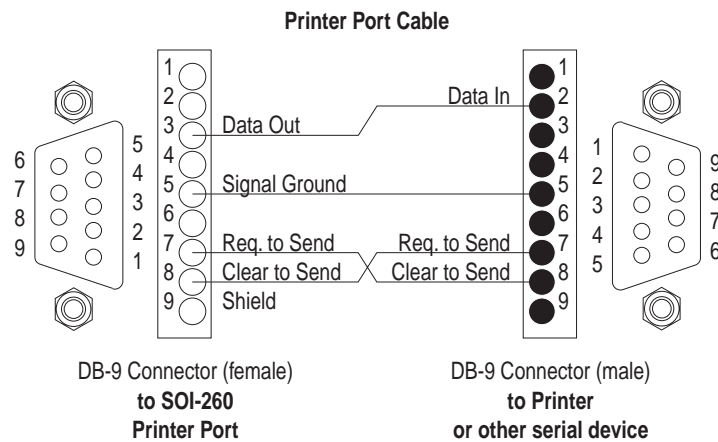 Printer Port Cable
1
2
3
4
5
6
7
8
9
Data Out
Signal Ground
Req. to Send
Clear to Send
Shield
Data In
Req. to Send
Clear to Send
1
2
3
4
5
6
7
8
9
6
7
8
9
5
4
3
2
1
1
2
3
4
5
9
8
7
6
DB-9 Connector (female)
to SOI-260
Printer Port
DB-9 Connector (male)
to Printer
or other serial device